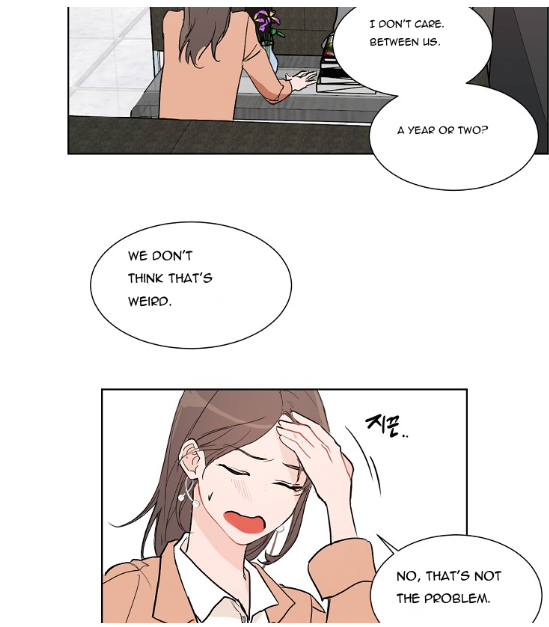 I DON'T CARE.
BETWEEN US.
A YEAR OR TWO?
WE DON'T
THINK THAT'S
WEIRD.
지끈..
NO, THAT'S NOT
THE PROBLEM.